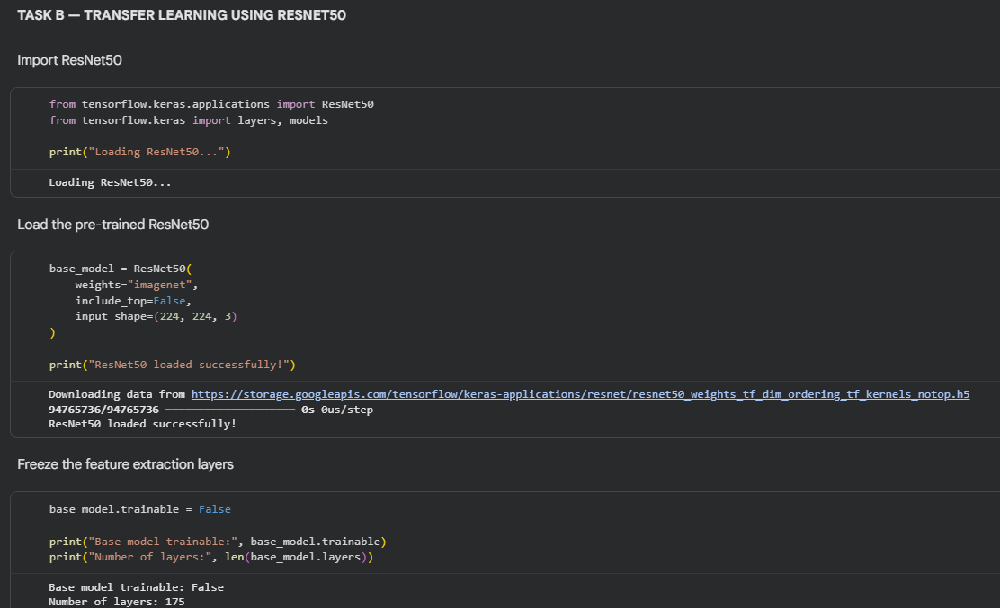 TASK B — TRANSFER LEARNING USING RESNET50
Import ResNet50
from tensorflow.keras.applications import ResNet50
from tensorflow.keras import layers, models
print("Loading ResNet50...")
Loading ResNet50...
Load the pre-trained ResNet50
base_model = ResNet50(
    weights="imagenet",
    include_top=False,
    input_shape=(224, 224, 3)
)
print("ResNet50 loaded successfully!")
Downloading data from https://storage.googleapis.com/tensorflow/keras-applications/resnet/resnet50_weights_tf_dim_ordering_tf_kernels_notop.h5
94765736/94765736 ━━━━━━━━━━━━━━━━━━━━ 0s 0us/step
ResNet50 loaded successfully!
Freeze the feature extraction layers
base_model.trainable = False
print("Base model trainable:", base_model.trainable)
print("Number of layers:", len(base_model.layers))
Base model trainable: False
Number of layers: 175